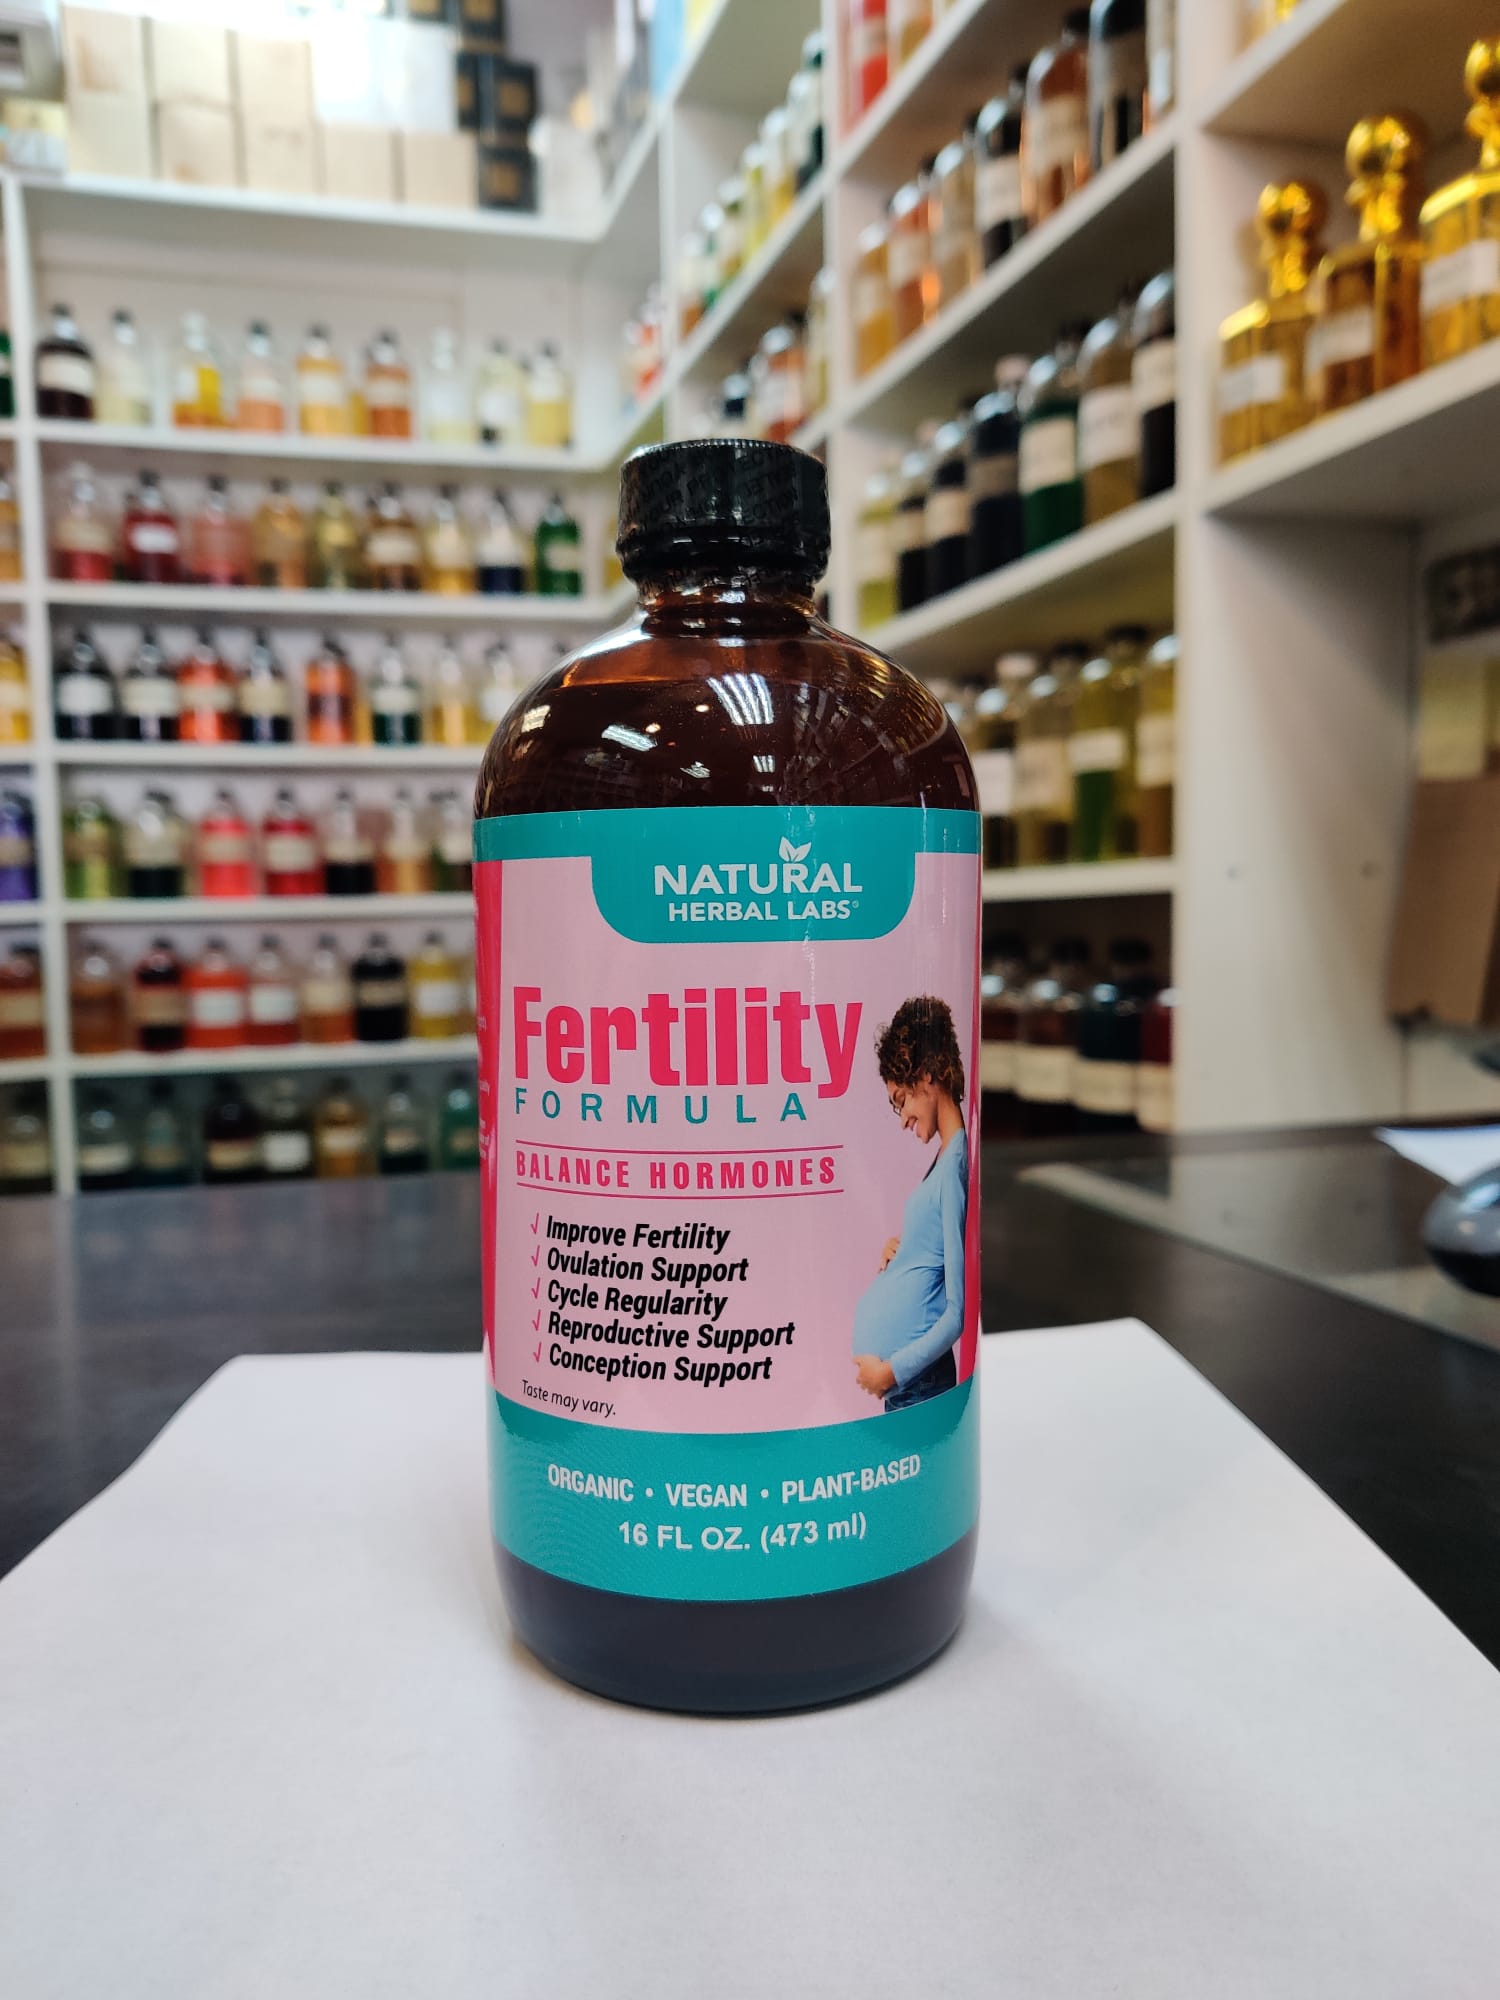 NATURAL
HERBAL LABS®
Fertility
FORMULA
BALANCE HORMONES
√ Improve Fertility
√ Ovulation Support
√ Cycle Regularity
√ Reproductive Support
√ Conception Support
Taste may vary.
ORGANIC • VEGAN • PLANT-BASED
16 FL OZ. (473 ml)